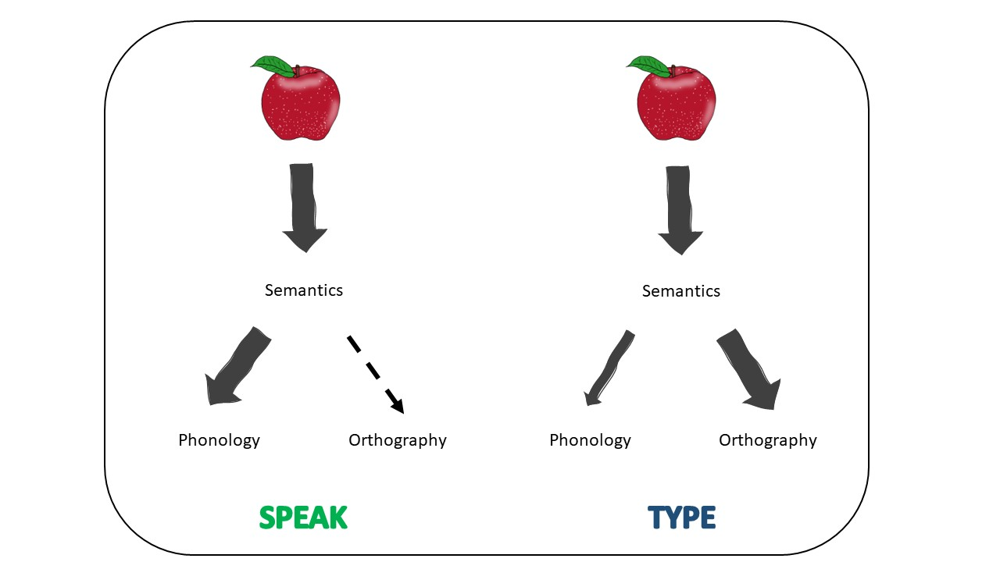 Semantics
Semantics
Phonology
Orthography
Phonology
Orthography
SPEAK
TYPE